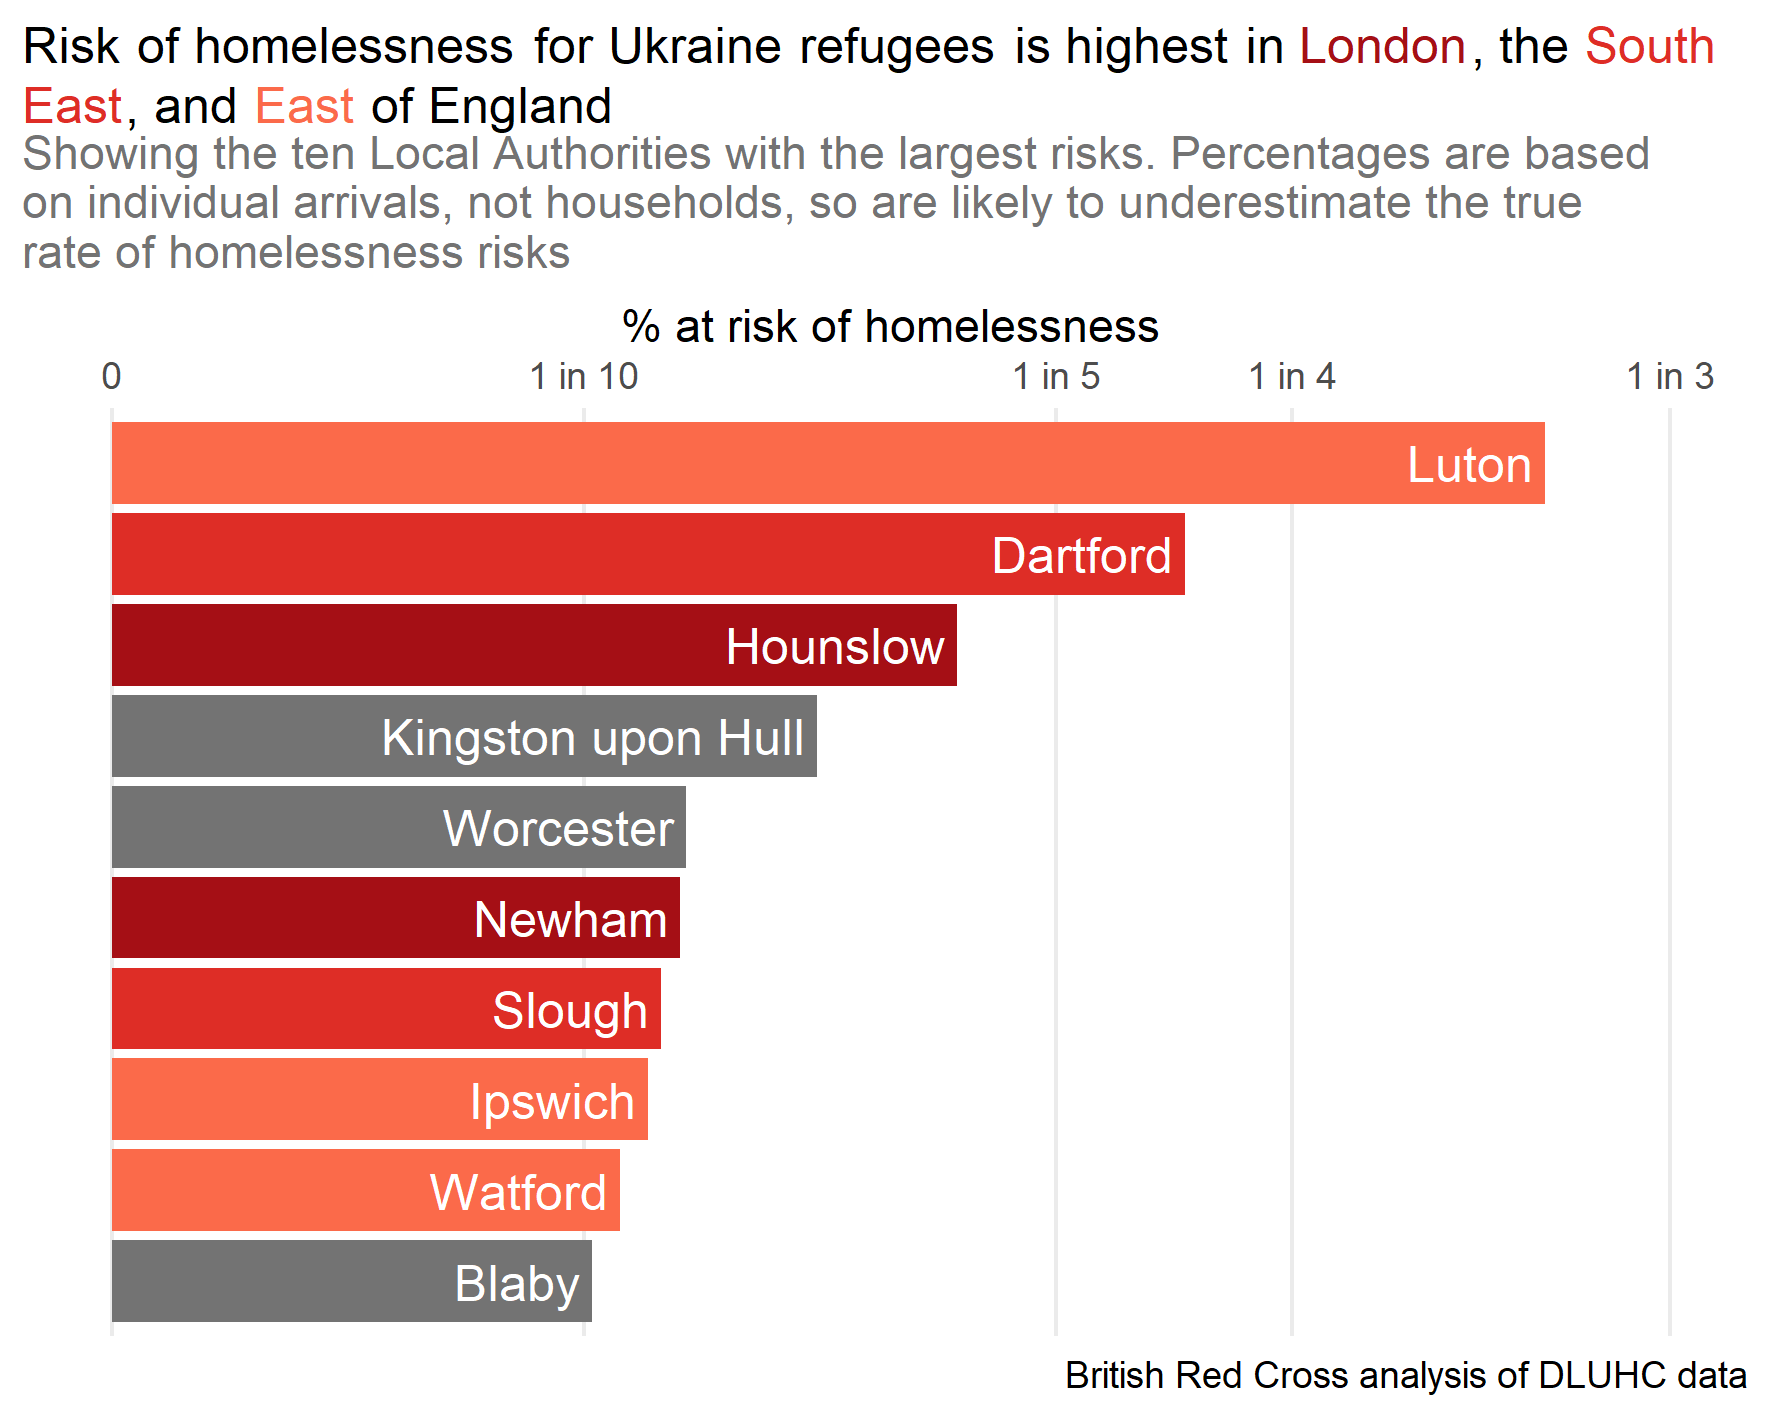 Risk of homelessness for Ukraine refugees is highest in London, the South
East, and East of England
Showing the ten Local Authorities with the largest risks. Percentages are based
on individual arrivals, not households, so are likely to underestimate the true
rate of homelessness risks
% at risk of homelessness
0 1 in 10 1 in 5 1 in 4 1 in 3
Luton
Dartford
Hounslow
Kingston upon Hull
Worcester
Newham
Slough
Ipswich
Watford
Blaby
British Red Cross analysis of DLUHC data